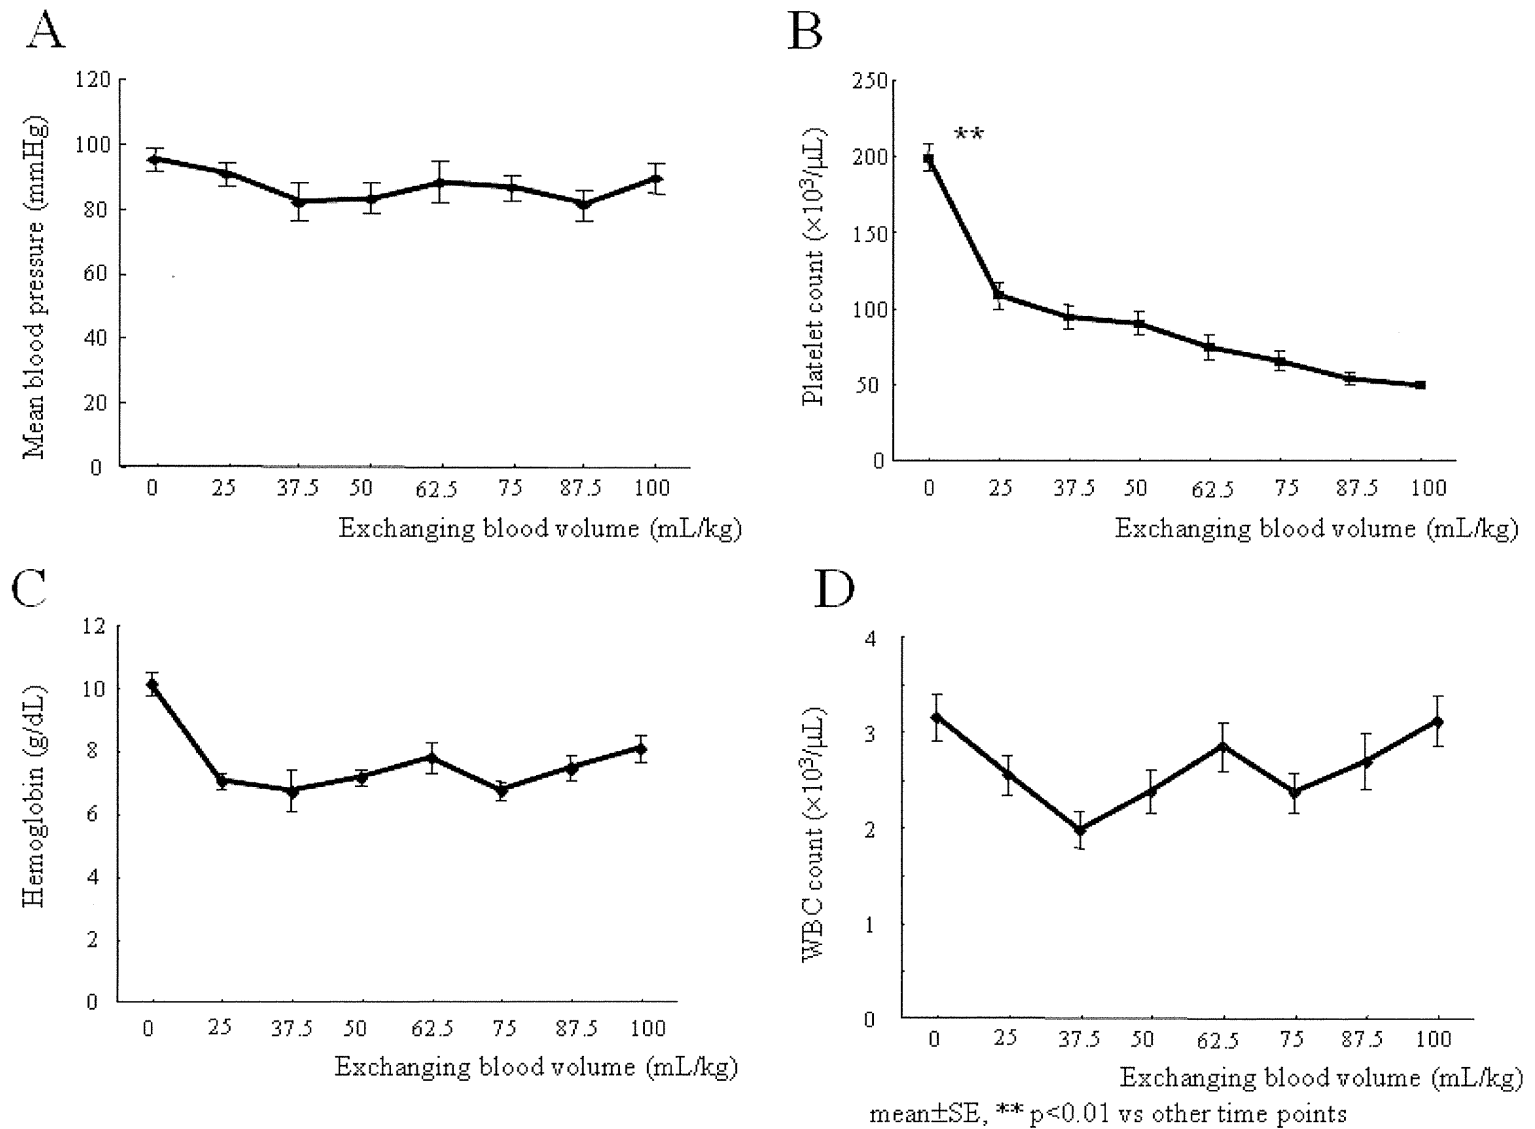 A
120
100
80
60
40
20
0
Mean blood pressure (mmHg)
0 25 37.5 50 62.5 75 87.5 100
Exchanging blood volume (mL/kg)
B
250
200
150
100
50
0
**
Platelet count (×10³/µL)
0 25 37.5 50 62.5 75 87.5 100
Exchanging blood volume (mL/kg)
C
12
10
8
6
4
2
0
Hemoglobin (g/dL)
0 25 37.5 50 62.5 75 87.5 100
Exchanging blood volume (mL/kg)
D
4
3
2
1
0
WBC count (×10³/µL)
0 25 37.5 50 62.5 75 87.5 100
Exchanging blood volume (mL/kg)
mean±SE, ** p<0.01 vs other time points